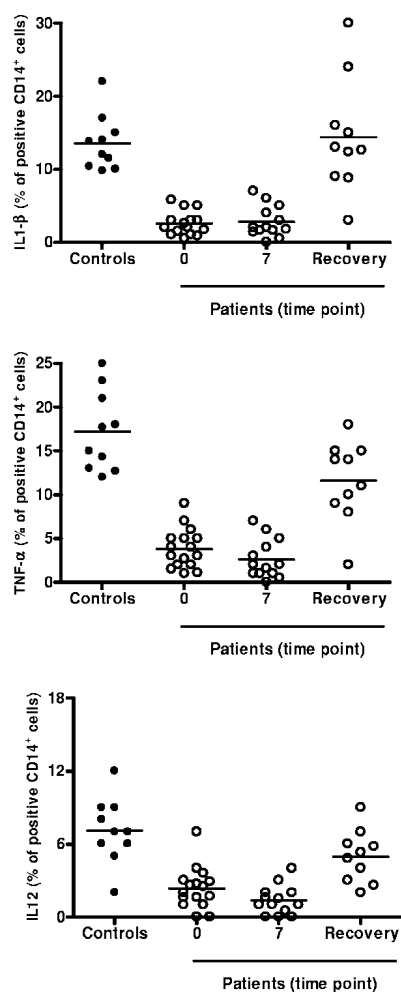 IL1-β (% of positive CD14⁺ cells)
30
20
10
0
Controls 0 7 Recovery
Patients (time point)
TNF-α (% of positive CD14⁺ cells)
25
20
15
10
5
0
Controls 0 7 Recovery
Patients (time point)
IL12 (% of positive CD14⁺ cells)
18
12
6
0
Controls 0 7 Recovery
Patients (time point)